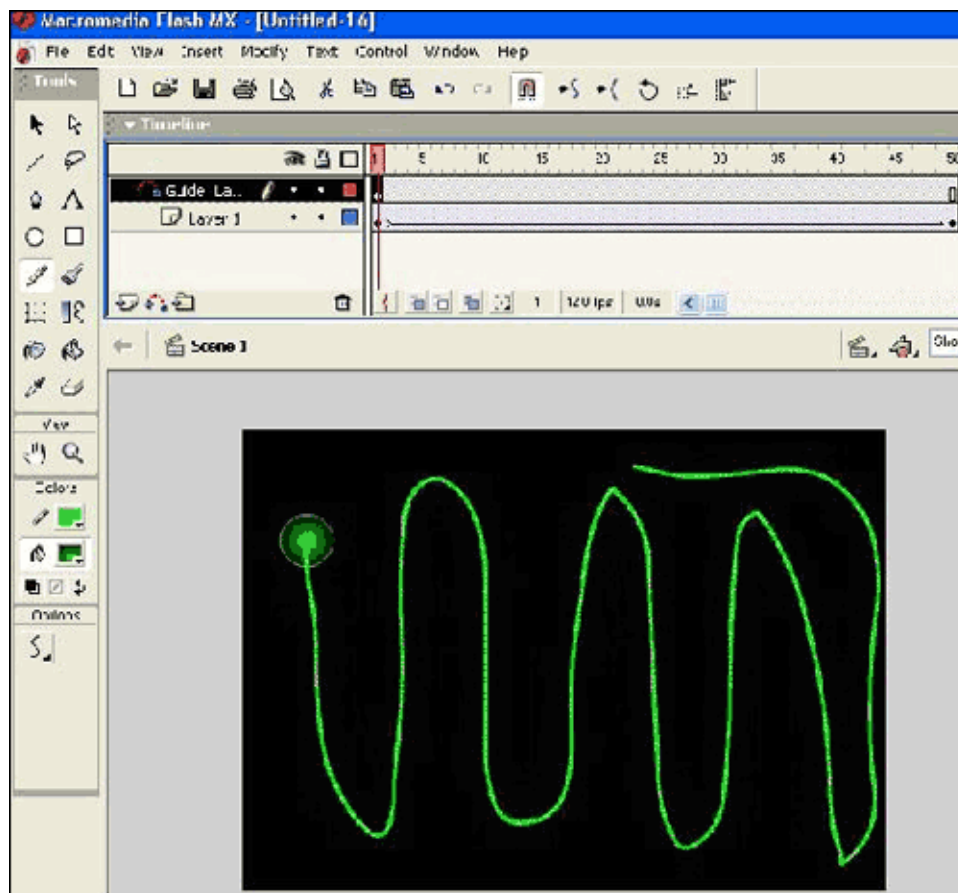 Macromedia Flash MX - [Untitled-16]
File Edit View Insert Modify Text Control Window Help
Tools
Timeline
1 5 10 15 20 25 30 35 40 45 50
Guide La..
Layer 1
1 12.0 fps 0.0s
Scene 1
Sho
View
Colors
Options